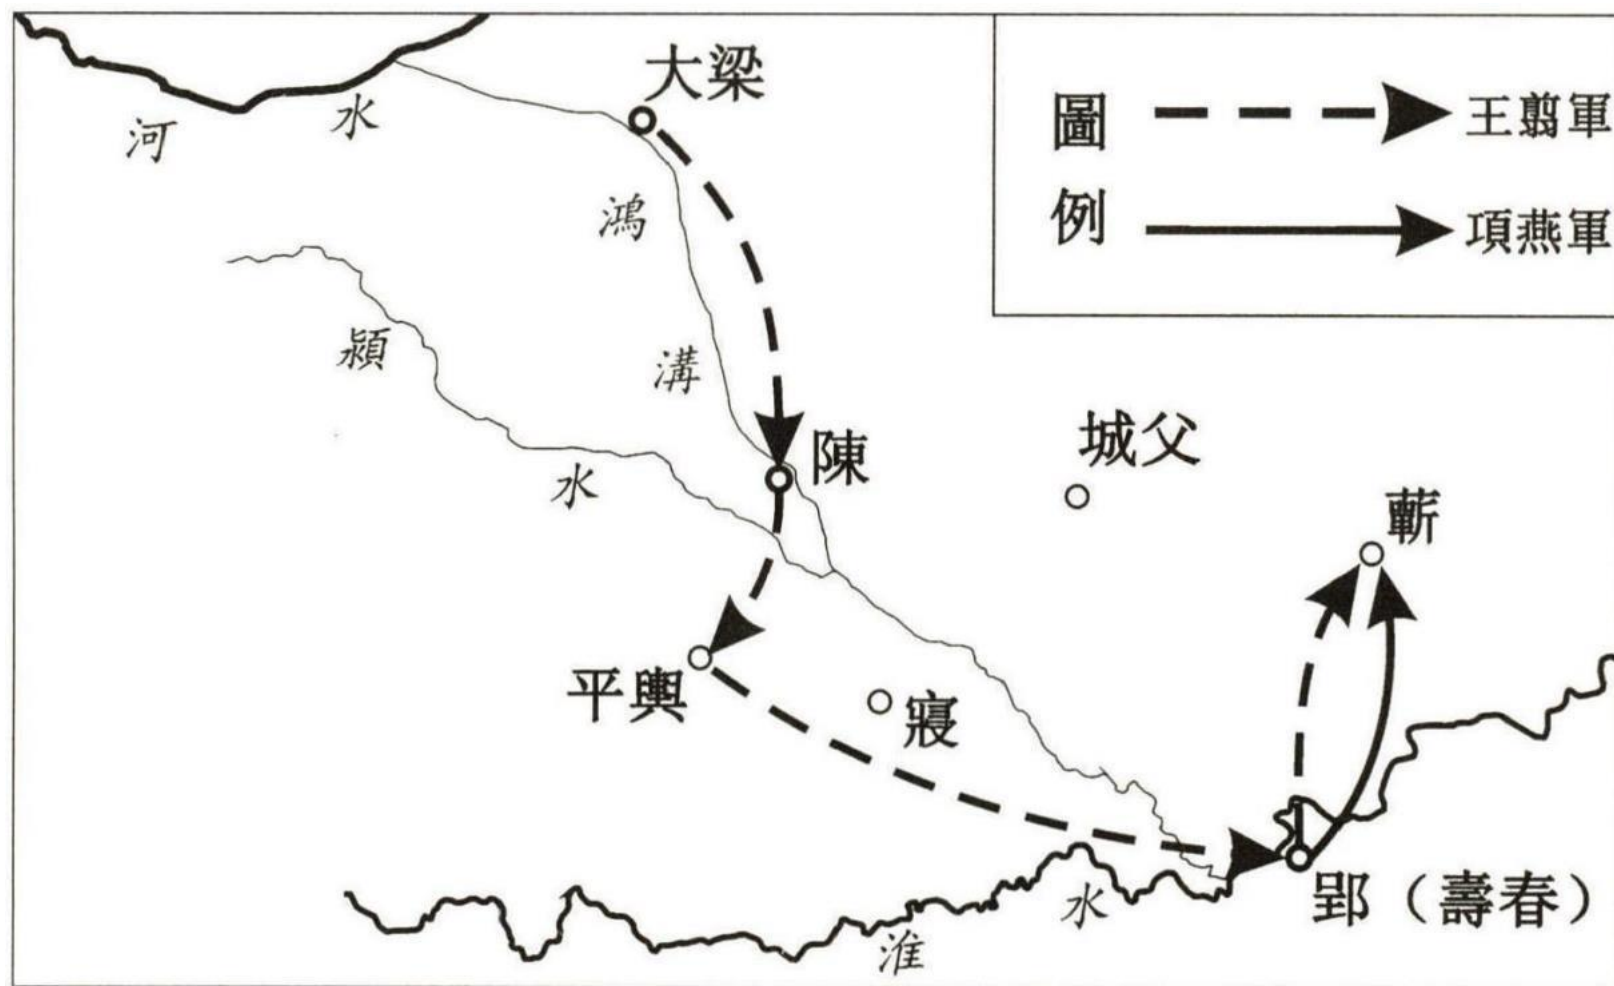 大梁
河水
鴻溝
潁水
陳
城父
蘄
平輿
寢
郢（壽春）
淮水
圖例
王翦軍
項燕軍